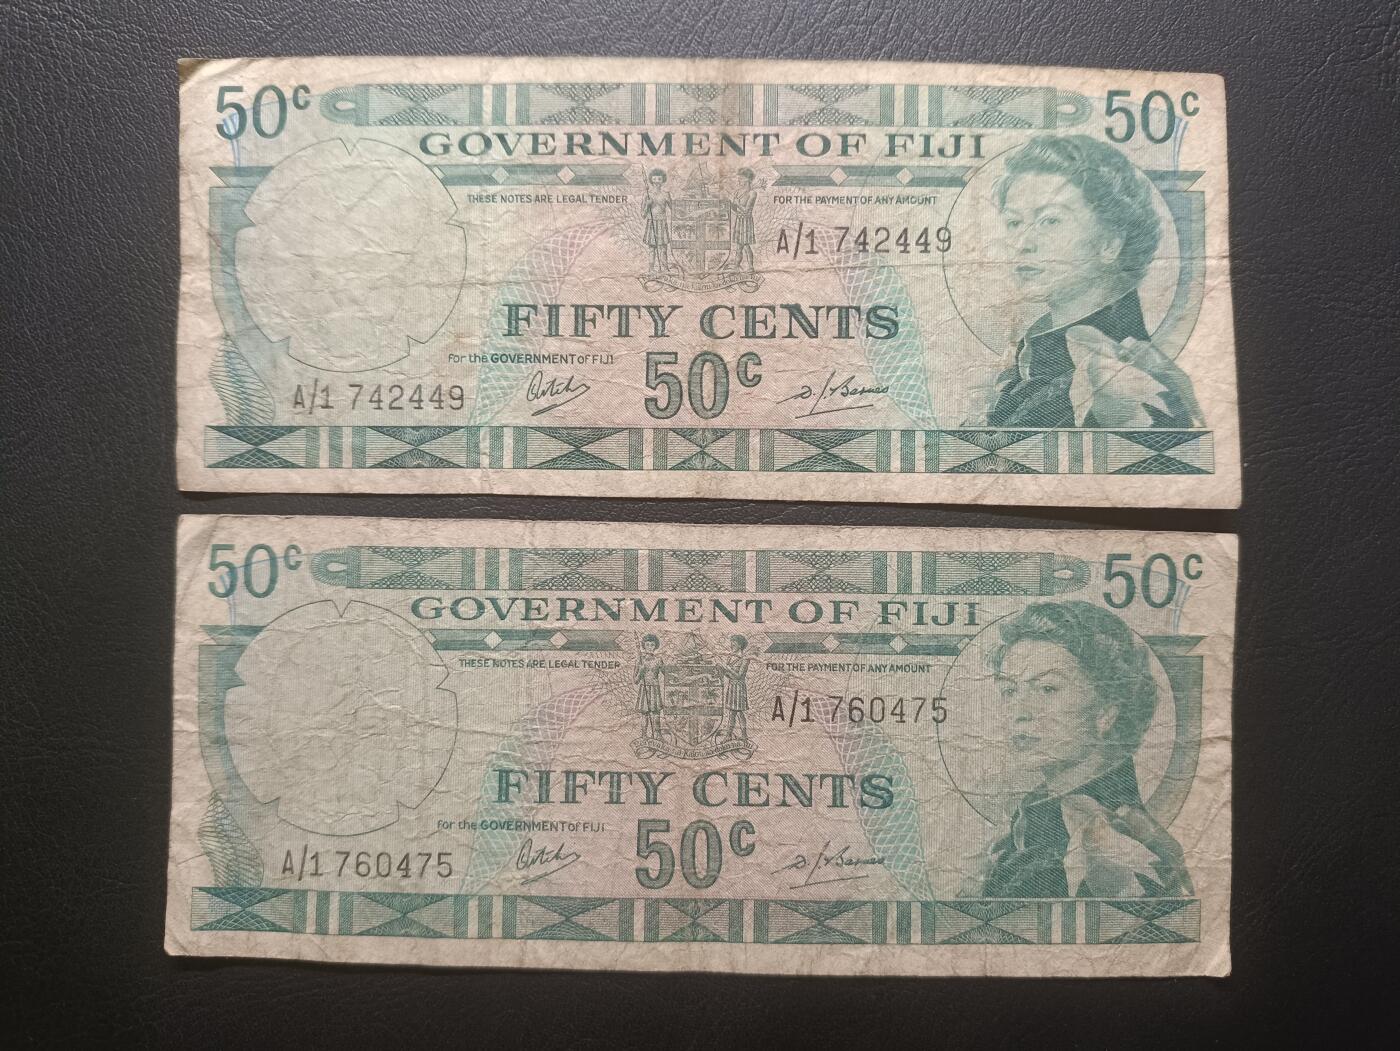 50c 50c
GOVERNMENT OF FIJI
THESE NOTES ARE LEGAL TENDER FOR THE PAYMENT OF ANY AMOUNT
A/1 742449
FIFTY CENTS
for the GOVERNMENT of FIJI
50c
A/1 742449
50c 50c
GOVERNMENT OF FIJI
THESE NOTES ARE LEGAL TENDER FOR THE PAYMENT OF ANY AMOUNT
A/1 760475
FIFTY CENTS
for the GOVERNMENT of FIJI
50c
A/1 760475